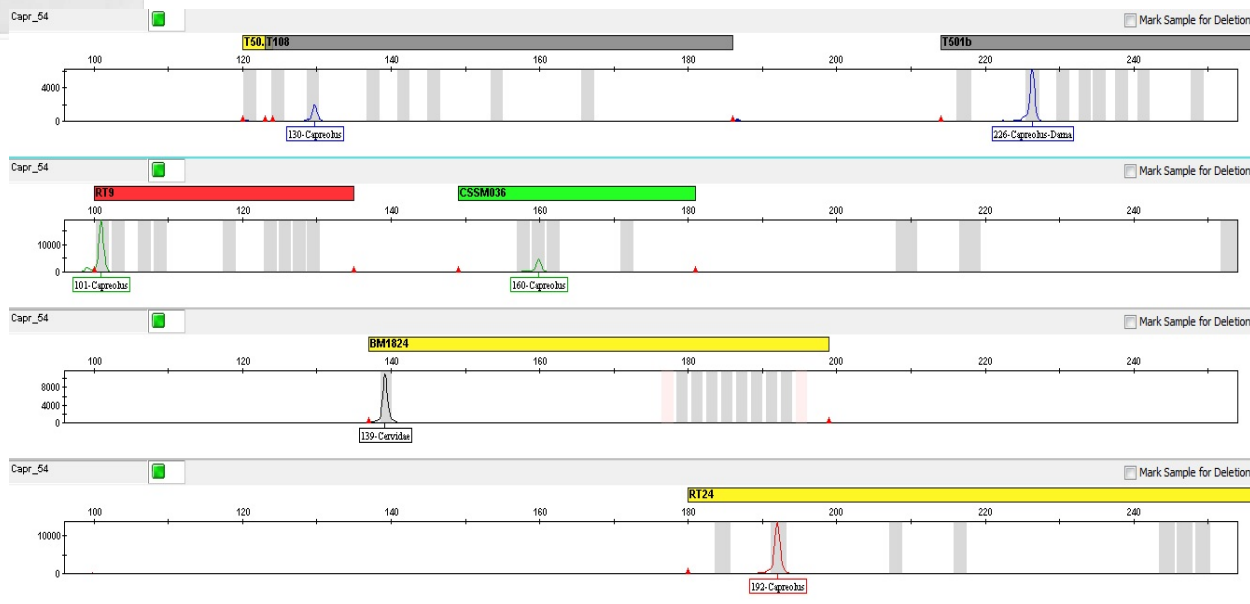 Capr_54 Mark Sample for Deletion
T50. T108 T501b
100 120 140 160 180 200 220 240
4000
0
130-Capreolus 226-Capreolus-Dama
Capr_54 Mark Sample for Deletion
RT9 CSSM036
100 120 140 160 180 200 220 240
10000
0
101-Capreolus 160-Capreolus
Capr_54 Mark Sample for Deletion
BM1824
100 120 140 160 180 200 220 240
8000
4000
0
139-Cervidae
Capr_54 Mark Sample for Deletion
RT24
100 120 140 160 180 200 220 240
10000
0
192-Capreolus